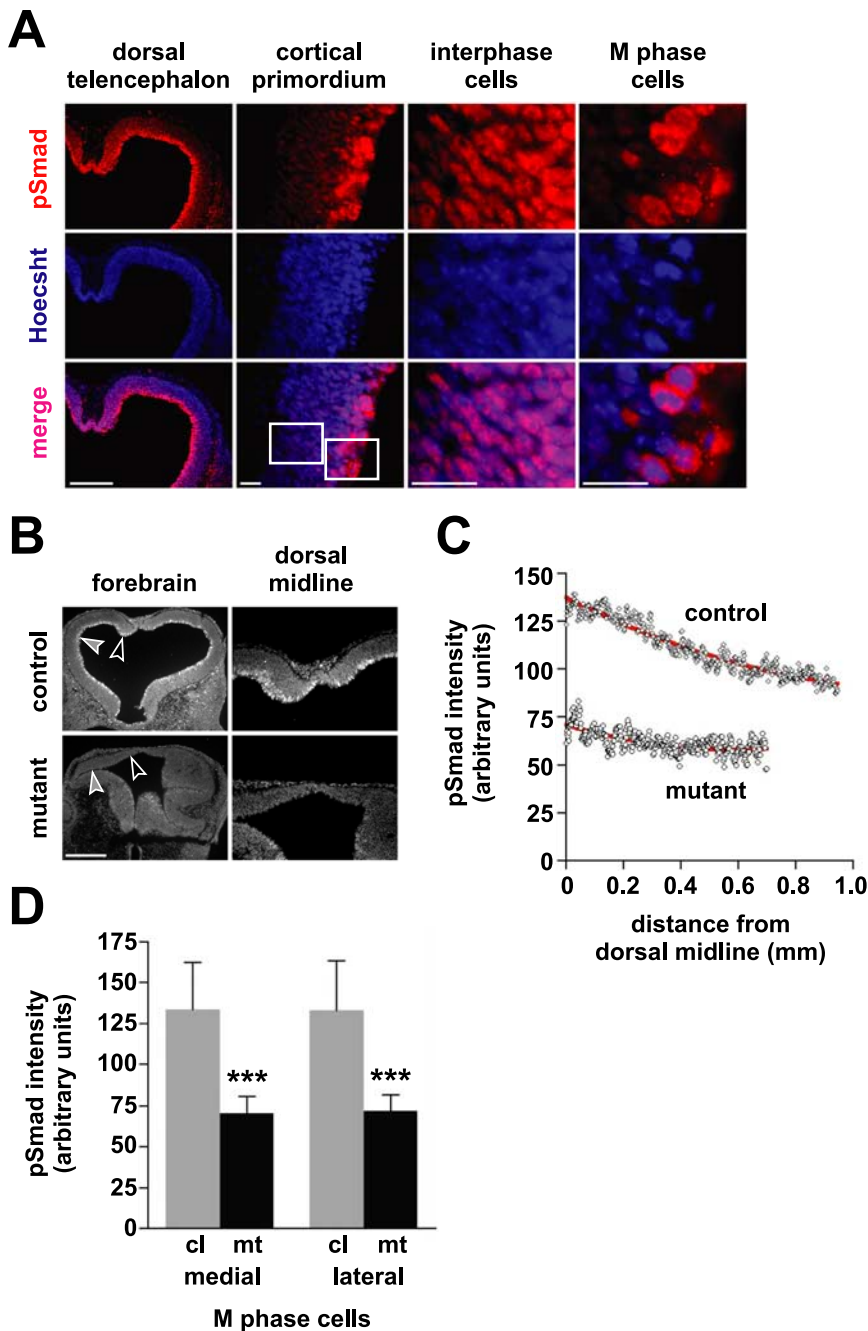 A
dorsal
telencephalon
cortical
primordium
interphase
cells
M phase
cells
pSmad
Hoecsht
merge
B
forebrain
dorsal
midline
control
mutant
C
pSmad intensity
(arbitrary units)
150
125
100
75
50
25
0
control
mutant
0
0.2
0.4
0.6
0.8
1.0
distance from
dorsal midline (mm)
D
pSmad intensity
(arbitrary units)
175
150
125
100
75
50
25
0
***
***
cl mt
cl mt
medial
lateral
M phase cells